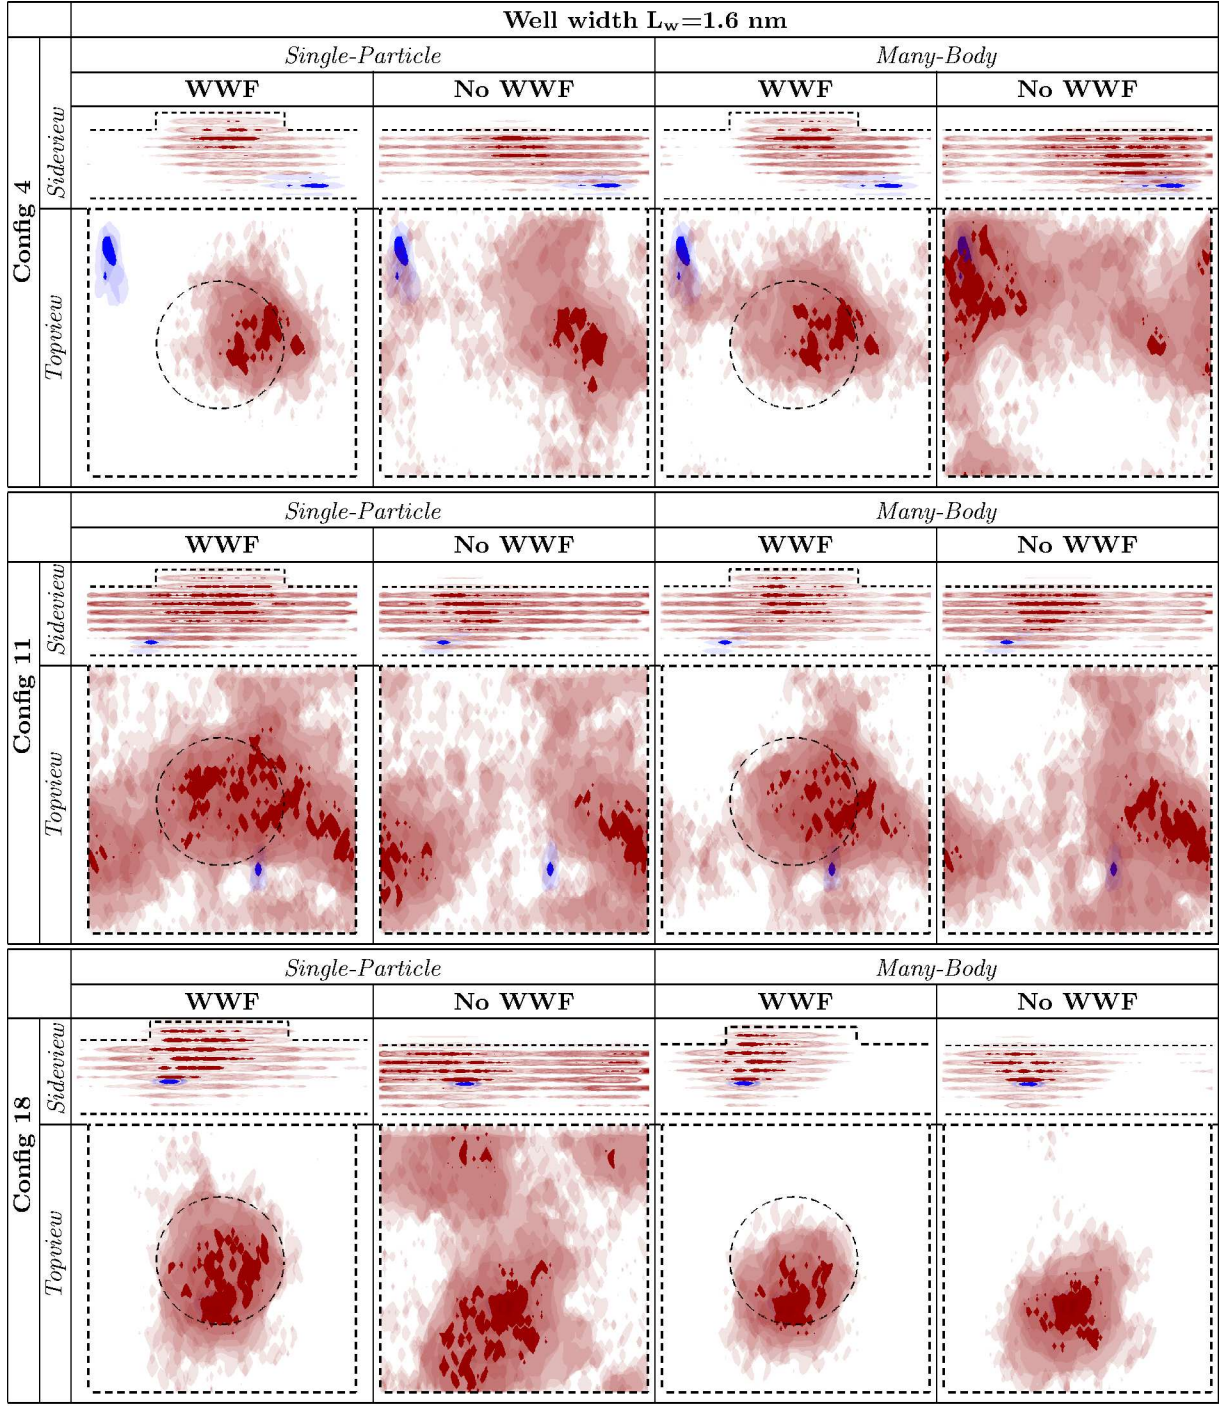 Well width Lw=1.6 nm
Config 4
Single-Particle Many-Body
WWF No WWF WWF No WWF
Sideview
Topview
Config 11
Single-Particle Many-Body
WWF No WWF WWF No WWF
Sideview
Topview
Config 18
Single-Particle Many-Body
WWF No WWF WWF No WWF
Sideview
Topview